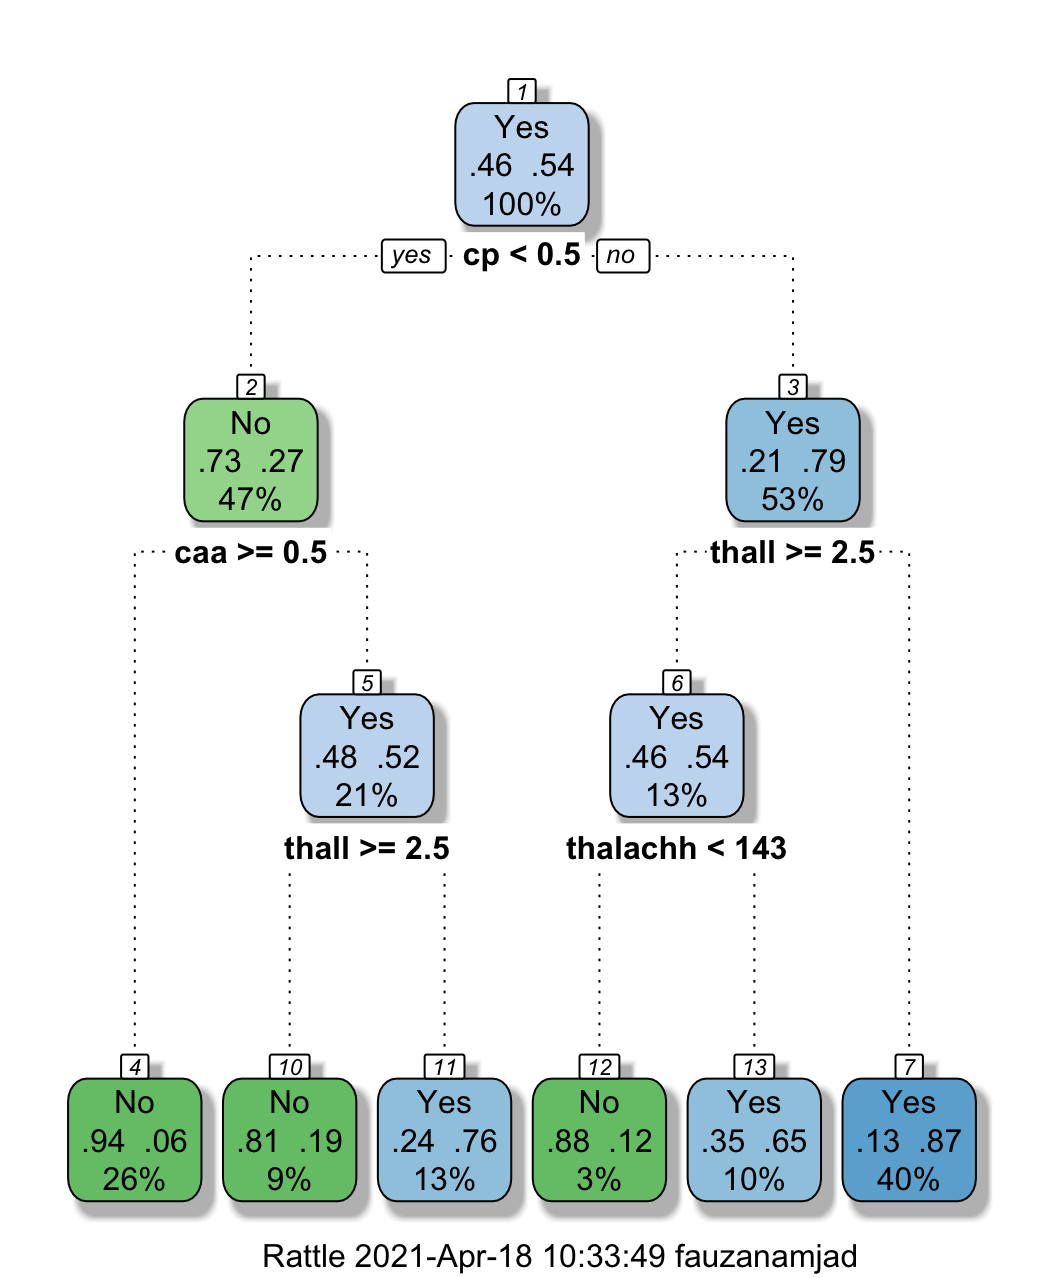 1
Yes
.46 .54
100%
yes cp < 0.5 no
2
No
.73 .27
47%
3
Yes
.21 .79
53%
caa >= 0.5
thall >= 2.5
5
Yes
.48 .52
21%
6
Yes
.46 .54
13%
thall >= 2.5
thalachh < 143
4
No
.94 .06
26%
10
No
.81 .19
9%
11
Yes
.24 .76
13%
12
No
.88 .12
3%
13
Yes
.35 .65
10%
7
Yes
.13 .87
40%
Rattle 2021-Apr-18 10:33:49 fauzanamjad